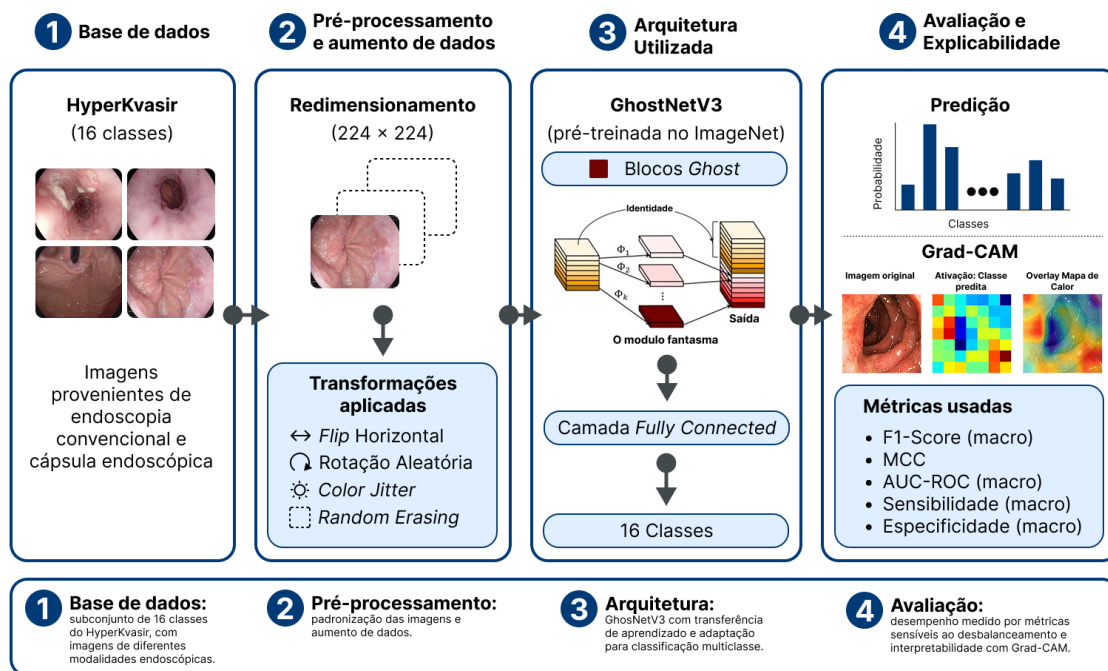 1 Base de dados
HyperKvasir
(16 classes)
Imagens
provenientes de
endoscopia
convencional e
cápsula endoscópica
2 Pré-processamento
e aumento de dados
Redimensionamento
(224 × 224)
Transformações
aplicadas
Flip Horizontal
Rotação Aleatória
Color Jitter
Random Erasing
3 Arquitetura
Utilizada
GhostNetV3
(pré-treinada no ImageNet)
Blocos Ghost
Identidade
Φ1
Φ2
⋮
Φk
Saída
O modulo fantasma
Camada Fully Connected
16 Classes
4 Avaliação e
Explicabilidade
Predição
Probabilidade
Classes
Grad-CAM
Imagem original
Ativação: Classe
predita
Overlay Mapa de
Calor
Métricas usadas
• F1-Score (macro)
• MCC
• AUC-ROC (macro)
• Sensibilidade (macro)
• Especificidade (macro)
1 Base de dados:
subconjunto de 16 classes
do HyperKvasir, com
imagens de diferentes
modalidades endoscópicas.
2 Pré-processamento:
padronização das imagens e
aumento de dados.
3 Arquitetura:
GhosNetV3 com transferência
de aprendizado e adaptação
para classificação multiclasse.
4 Avaliação:
desempenho medido por métricas
sensíveis ao desbalanceamento e
interpretabilidade com Grad-CAM.